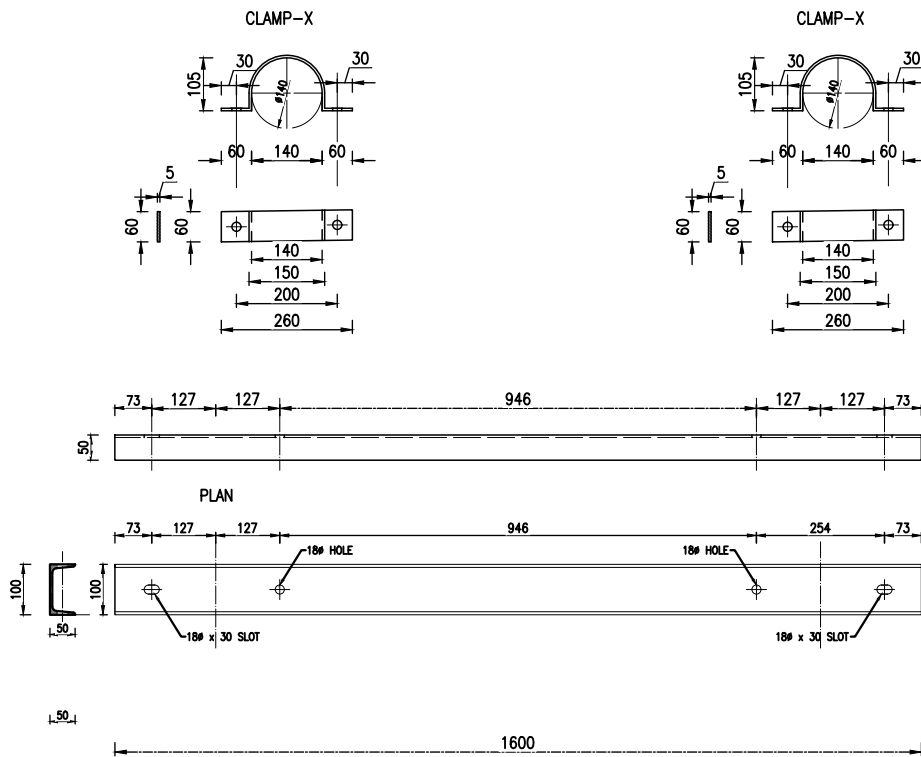 CLAMP-X CLAMP-X
30 30 30 30
105 105
ø140 ø140
60 140 60 60 140 60
5 5
60 60 60 60
140 140
150 150
200 200
260 260
73 127 127 946 127 127 73
50
PLAN
73 127 127 946 254 73
18ø HOLE 18ø HOLE
100 100
50 18ø x 30 SLOT 18ø x 30 SLOT
50
1600